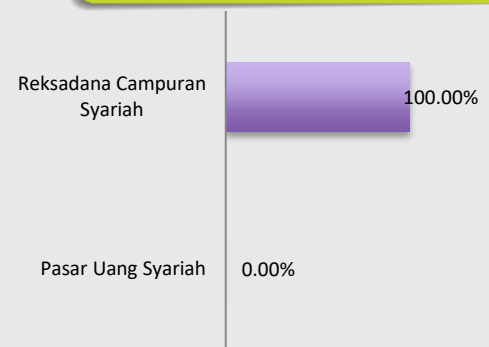 Reksadana Campuran
Syariah
100.00%
Pasar Uang Syariah
0.00%